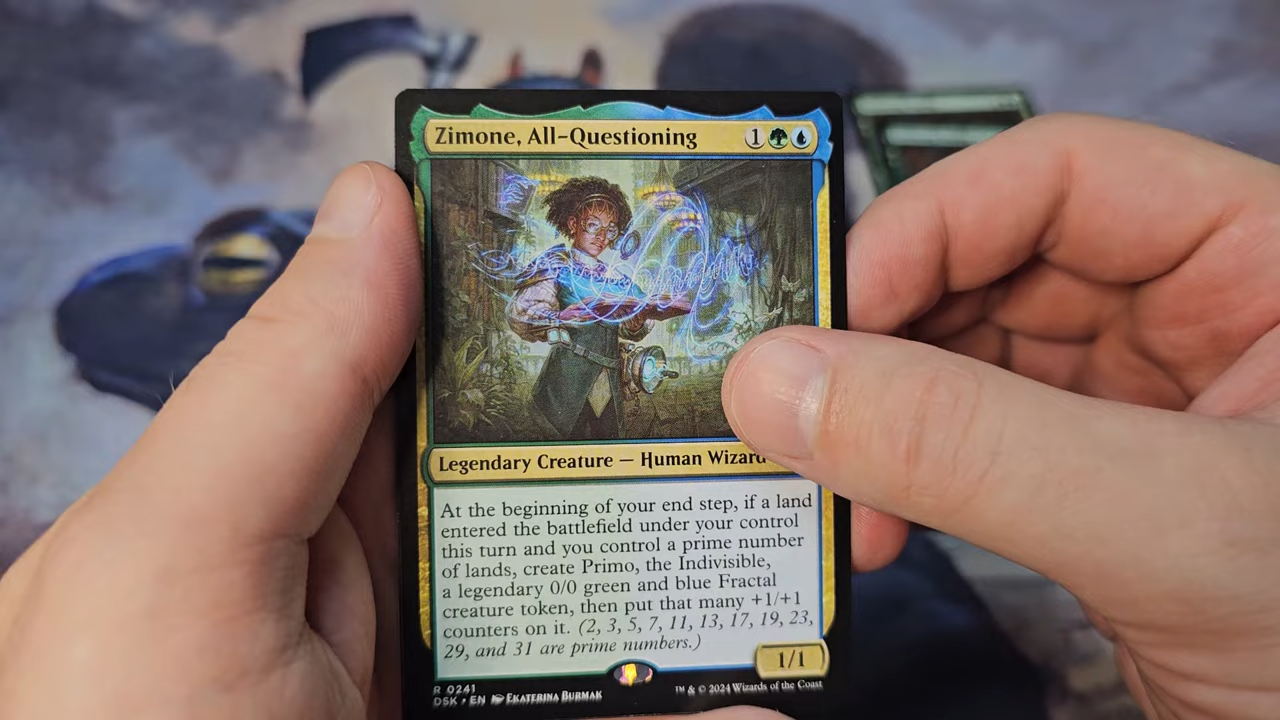 Zimone, All-Questioning 1
Legendary Creature — Human Wizard
At the beginning of your end step, if a land
entered the battlefield under your control
this turn and you control a prime number
of lands, create Primo, the Indivisible,
a legendary 0/0 green and blue Fractal
creature token, then put that many +1/+1
counters on it. (2, 3, 5, 7, 11, 13, 17, 19, 23,
29, and 31 are prime numbers.)
1/1
R 0241
DSK • EN Ekaterina Burmak
™ & © 2024 Wizards of the Coast